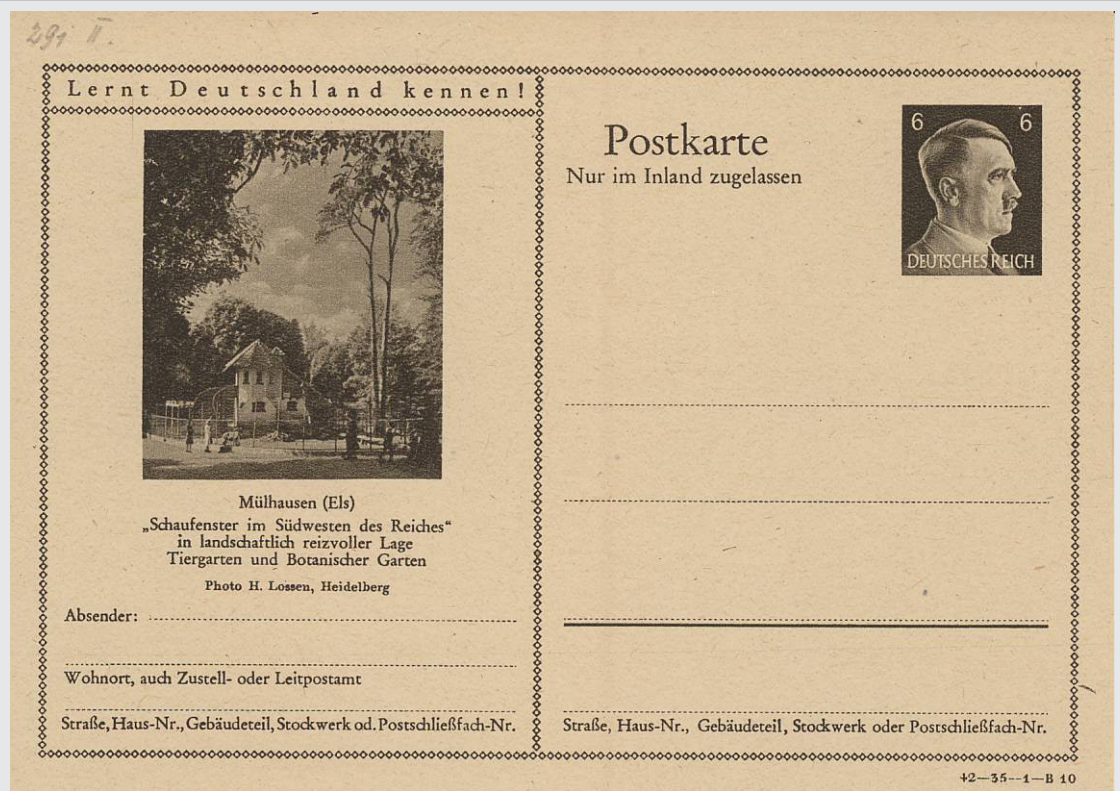 291 II.
Lernt Deutschland kennen!
Mülhausen (Els)
„Schaufenster im Südwesten des Reiches“
in landschaftlich reizvoller Lage
Tiergarten und Botanischer Garten
Photo H. Lossen, Heidelberg
Absender:
Wohnort, auch Zustell- oder Leitpostamt
Straße, Haus-Nr., Gebäudeteil, Stockwerk od. Postschließfach-Nr.
Postkarte
Nur im Inland zugelassen
6 6
DEUTSCHES REICH
Straße, Haus-Nr., Gebäudeteil, Stockwerk oder Postschließfach-Nr.
42—35--1—B 10